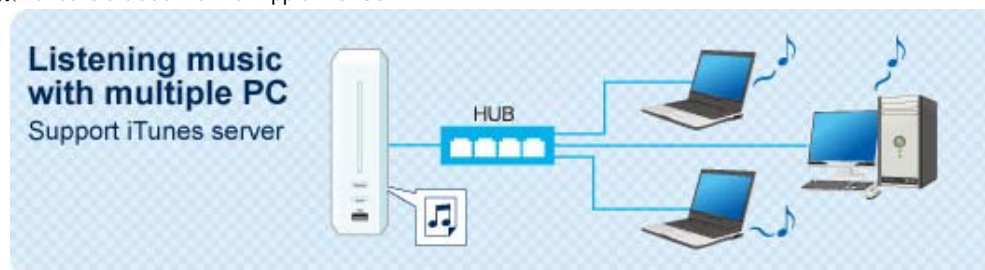 Listening music
with multiple PC
Support iTunes server
HUB